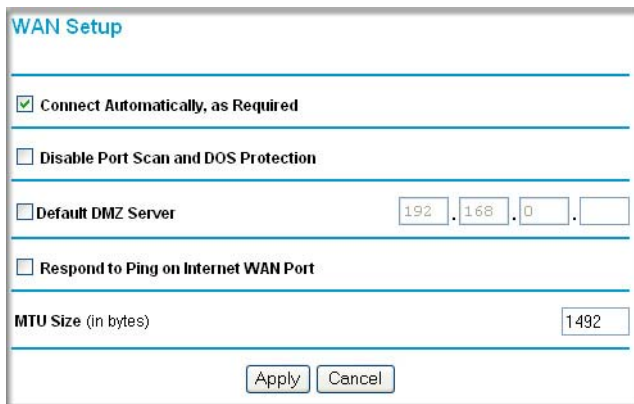 WAN Setup
Connect Automatically, as Required
Disable Port Scan and DOS Protection
Default DMZ Server 192 . 168 . 0 .
Respond to Ping on Internet WAN Port
MTU Size (in bytes) 1492
Apply Cancel